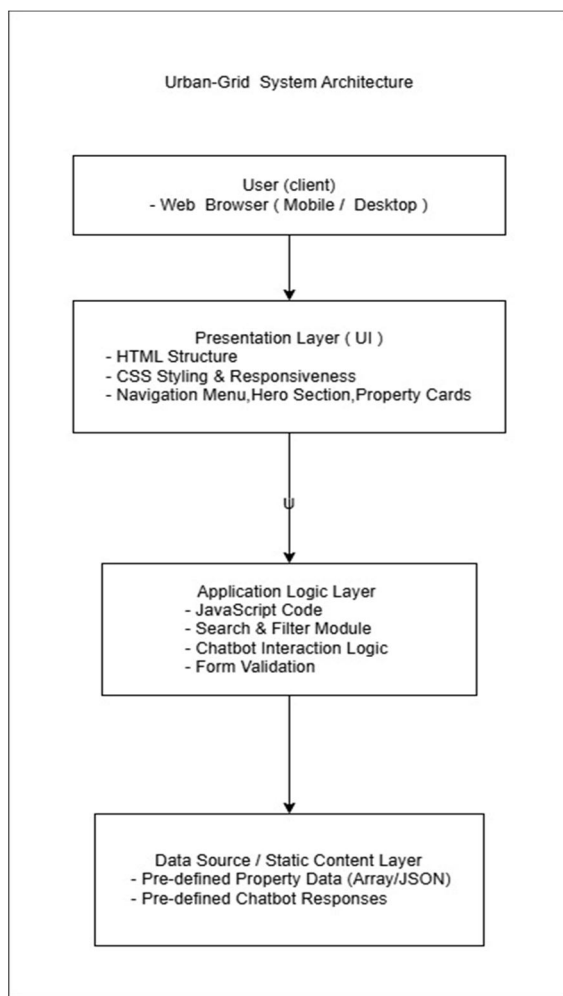 Urban-Grid System Architecture
User (client)
- Web Browser ( Mobile / Desktop )
Presentation Layer ( UI )
- HTML Structure
- CSS Styling & Responsiveness
- Navigation Menu,Hero Section,Property Cards
U
Application Logic Layer
- JavaScript Code
- Search & Filter Module
- Chatbot Interaction Logic
- Form Validation
Data Source / Static Content Layer
- Pre-defined Property Data (Array/JSON)
- Pre-defined Chatbot Responses